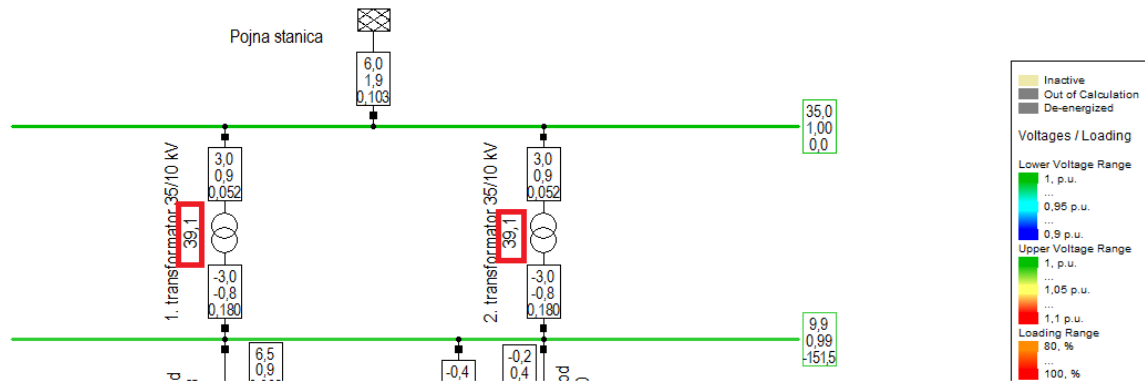 Pojna stanica
6,0
1,9
0,103
35,0
1,00
0,0
1. transformator 35/10 kV
3,0
0,9
0,052
39,1
-3,0
-0,8
0,180
2. transformator 35/10 kV
3,0
0,9
0,052
39,1
-3,0
-0,8
0,180
9,9
0,99
-151,5
6,5
0,9
-0,4
-0,2
0,4
Inactive
Out of Calculation
De-energized
Voltages / Loading
Lower Voltage Range
1, p.u.
...
0,95 p.u.
...
0,9 p.u.
Upper Voltage Range
1, p.u.
...
1,05 p.u.
...
1,1 p.u.
Loading Range
80, %
...
100, %